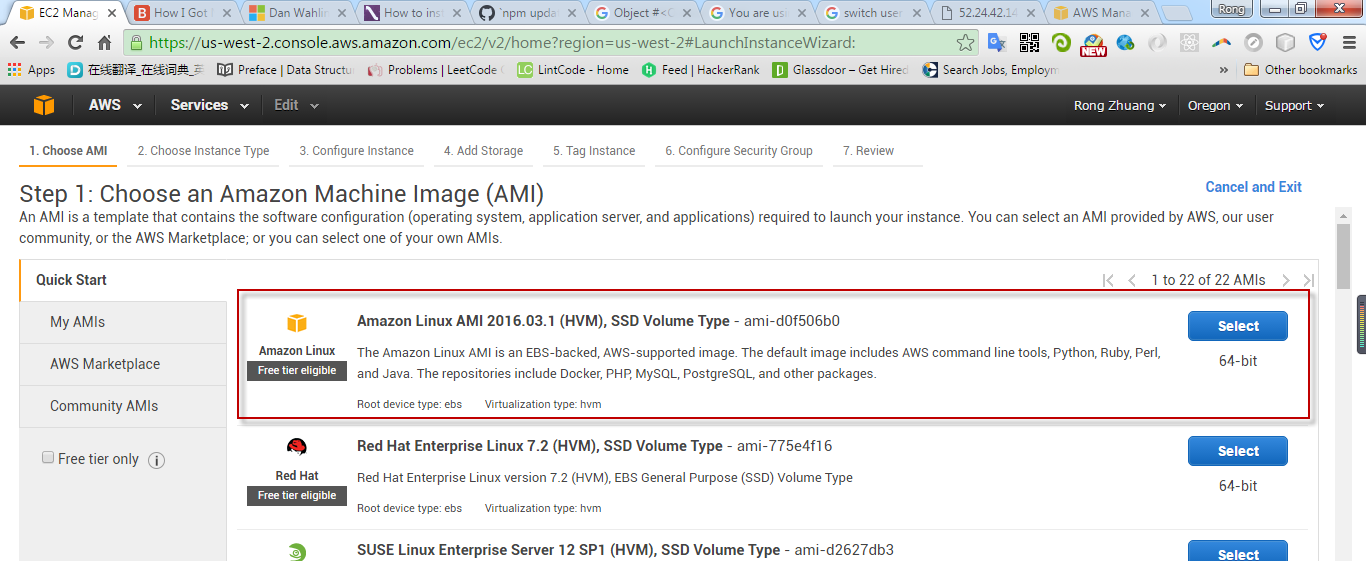 EC2 Manag
How I Got I
Dan Wahlin
How to inst
`npm updat
Object #<O
You are usi
switch user
52.24.42.14
AWS Mana
Rong
https://us-west-2.console.aws.amazon.com/ec2/v2/home?region=us-west-2#LaunchInstanceWizard:
NEW
Apps
在线翻译_在线词典_英
Preface | Data Structu
Problems | LeetCode
LintCode - Home
Feed | HackerRank
Glassdoor – Get Hired
Search Jobs, Employm
»
Other bookmarks
AWS
Services
Edit
Rong Zhuang
Oregon
Support
1. Choose AMI
2. Choose Instance Type
3. Configure Instance
4. Add Storage
5. Tag Instance
6. Configure Security Group
7. Review
Step 1: Choose an Amazon Machine Image (AMI)
Cancel and Exit
An AMI is a template that contains the software configuration (operating system, application server, and applications) required to launch your instance. You can select an AMI provided by AWS, our user
community, or the AWS Marketplace; or you can select one of your own AMIs.
Quick Start
My AMIs
AWS Marketplace
Community AMIs
Free tier only
1 to 22 of 22 AMIs
Amazon Linux
Free tier eligible
Amazon Linux AMI 2016.03.1 (HVM), SSD Volume Type - ami-d0f506b0
The Amazon Linux AMI is an EBS-backed, AWS-supported image. The default image includes AWS command line tools, Python, Ruby, Perl,
and Java. The repositories include Docker, PHP, MySQL, PostgreSQL, and other packages.
Root device type: ebs Virtualization type: hvm
Select
64-bit
Red Hat
Free tier eligible
Red Hat Enterprise Linux 7.2 (HVM), SSD Volume Type - ami-775e4f16
Red Hat Enterprise Linux version 7.2 (HVM), EBS General Purpose (SSD) Volume Type
Root device type: ebs Virtualization type: hvm
Select
64-bit
SUSE Linux Enterprise Server 12 SP1 (HVM), SSD Volume Type - ami-d2627db3
Select